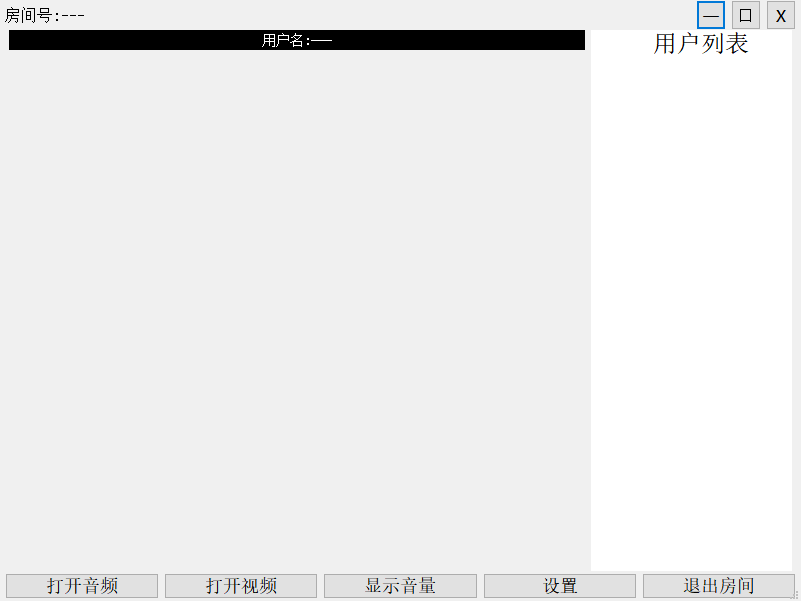 房间号:---
— 口 X
用户名:——
用户列表
打开音频 打开视频 显示音量 设置 退出房间